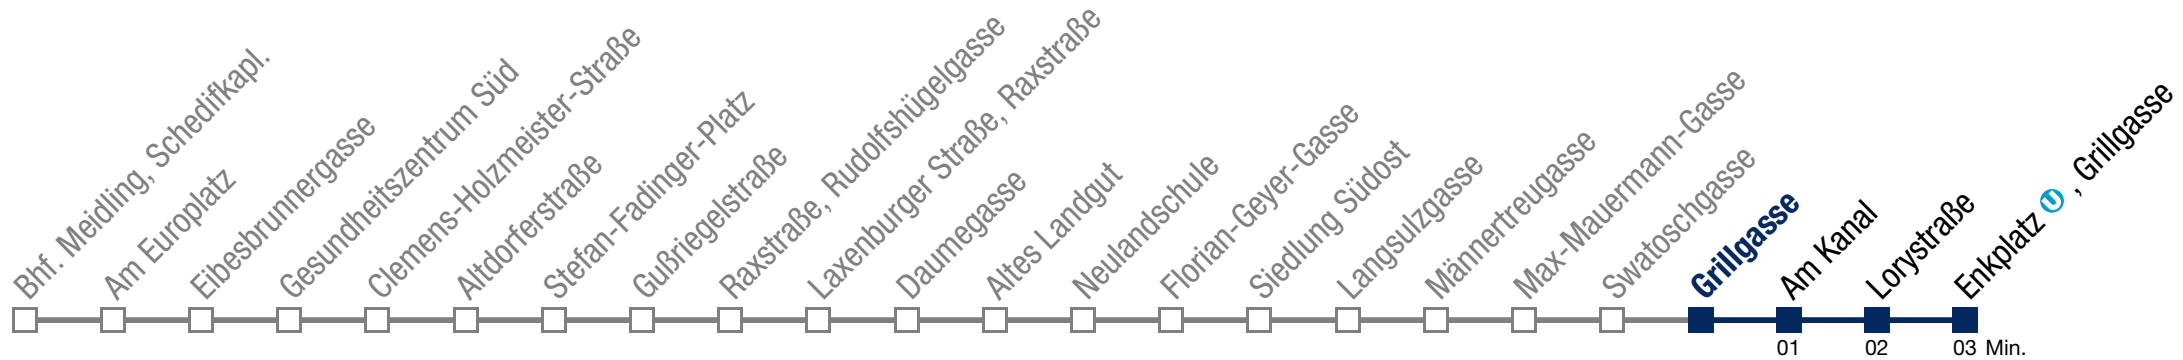 Bhf. Meidling, Schedifkapl.
Am Europlatz
Eibesbrunnergasse
Gesundheitszentrum Süd
Clemens-Holzmeister-Straße
Altdorferstraße
Stefan-Fadinger-Platz
Gußriegelstraße
Raxstraße, Rudolfshügelgasse
Laxenburger Straße, Raxstraße
Daumegasse
Altes Landgut
Neulandschule
Florian-Geyer-Gasse
Siedlung Südost
Langsulzgasse
Männertreugasse
Max-Mauermann-Gasse
Swatoschgasse
Grillgasse
Am Kanal
Lorystraße
Enkplatz U , Grillgasse
01 02 03 Min.